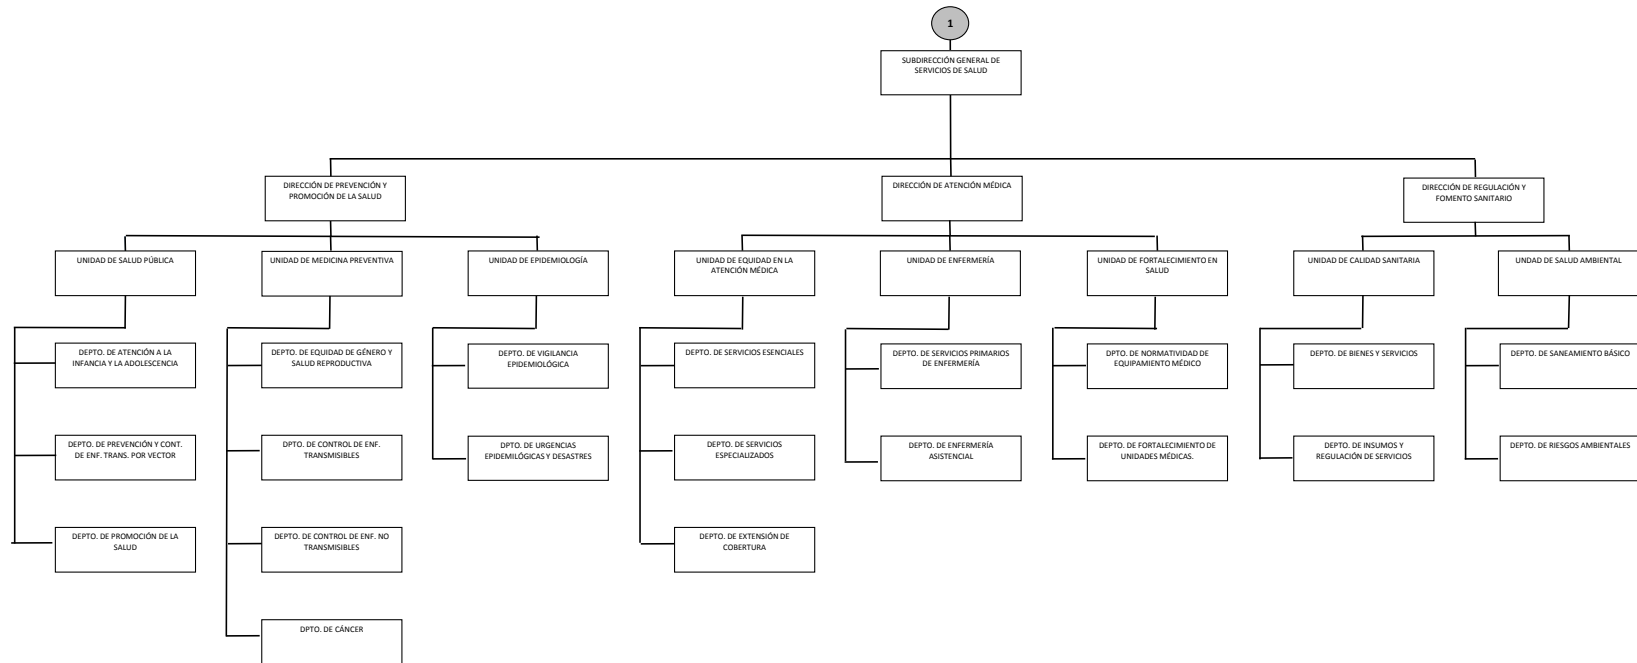 1
SUBDIRECCIÓN GENERAL DE
SERVICIOS DE SALUD
DIRECCIÓN DE PREVENCIÓN Y
PROMOCIÓN DE LA SALUD
DIRECCIÓN DE ATENCIÓN MÉDICA
DIRECCIÓN DE REGULACIÓN Y
FOMENTO SANITARIO
UNIDAD DE SALUD PÚBLICA
UNIDAD DE MEDICINA PREVENTIVA
UNIDAD DE EPIDEMIOLOGÍA
UNIDAD DE EQUIDAD EN LA
ATENCIÓN MÉDICA
UNIDAD DE ENFERMERÍA
UNIDAD DE FORTALECIMIENTO EN
SALUD
UNIDAD DE CALIDAD SANITARIA
UNDAD DE SALUD AMBIENTAL
DEPTO. DE ATENCIÓN A LA
INFANCIA Y LA ADOLESCENCIA
DEPTO. DE EQUIDAD DE GÉNERO Y
SALUD REPRODUCTIVA
DEPTO. DE VIGILANCIA
EPIDEMIOLÓGICA
DEPTO. DE SERVICIOS ESENCIALES
DEPTO. DE SERVICIOS PRIMARIOS
DE ENFERMERÍA
DPTO. DE NORMATIVIDAD DE
EQUIPAMIENTO MÉDICO
DEPTO. DE BIENES Y SERVICIOS
DEPTO. DE SANEAMIENTO BÁSICO
DEPTO. DE PREVENCIÓN Y CONT.
DE ENF. TRANS. POR VECTOR
DPTO. DE CONTROL DE ENF.
TRANSMISIBLES
DPTO. DE URGENCIAS
EPIDEMILÓGICAS Y DESASTRES
DEPTO. DE SERVICIOS
ESPECIALIZADOS
DEPTO. DE ENFERMERÍA
ASISTENCIAL
DEPTO. DE FORTALECIMIENTO DE
UNIDADES MÉDICAS.
DEPTO. DE INSUMOS Y
REGULACIÓN DE SERVICIOS
DEPTO. DE RIESGOS AMBIENTALES
DEPTO. DE PROMOCIÓN DE LA
SALUD
DEPTO. DE CONTROL DE ENF. NO
TRANSMISIBLES
DEPTO. DE EXTENSIÓN DE
COBERTURA
DPTO. DE CÁNCER